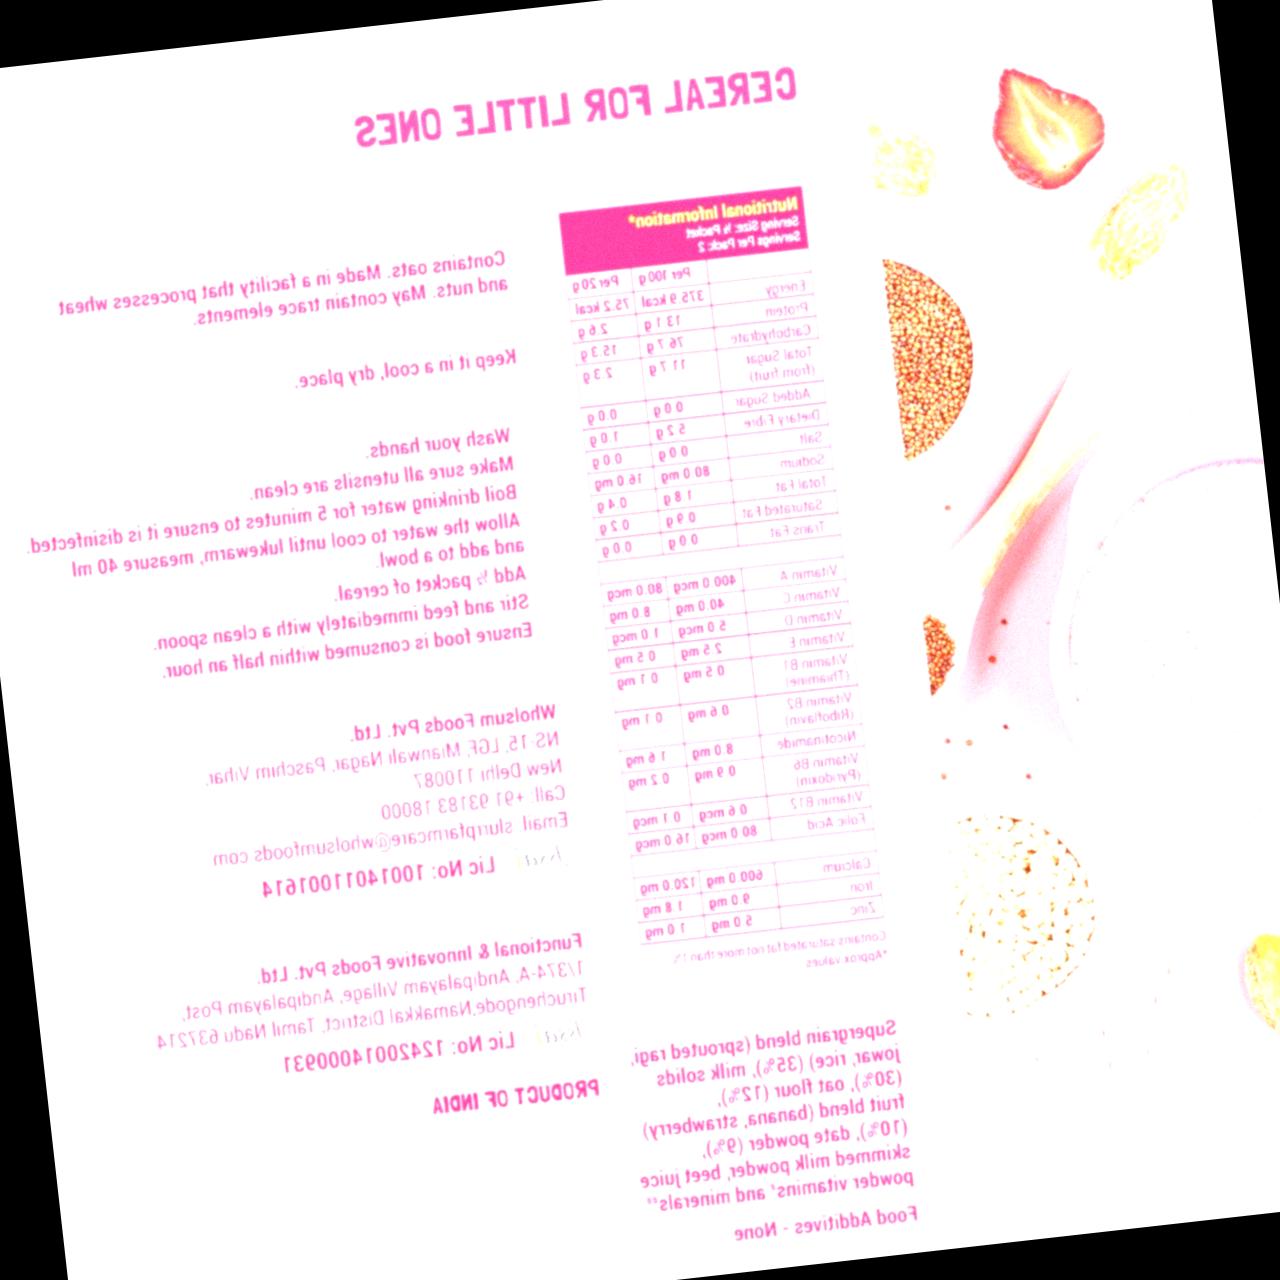 CEREAL FOR LITTLE ONES
Nutritional Information*
Serving Size: ½ Packet
Servings Per Pack: 2
Per 100 g Per 20 g
Energy 375.9 kcal 75.2 kcal
Protein 13.1 g 2.6 g
Carbohydrate 76.7 g 15.3 g
Total Sugar (from fruit) 11.7 g 2.3 g
Added Sugar 0.0 g 0.0 g
Dietary Fibre 5.2 g 1.0 g
Salt 0.0 g 0.0 g
Sodium 80.0 mg 16.0 mg
Total Fat 1.8 g 0.4 g
Saturated Fat 0.9 g 0.2 g
Trans Fat 0.0 g 0.0 g
Vitamin A 400.0 mcg 80.0 mcg
Vitamin C 40.0 mg 8.0 mg
Vitamin D 5.0 mcg 1.0 mcg
Vitamin E 2.5 mg 0.5 mg
Vitamin B1 (Thiamine) 0.5 mg 0.1 mg
Vitamin B2 (Riboflavin) 0.6 mg 0.1 mg
Nicotinamide 8.0 mg 1.6 mg
Vitamin B6 (Pyridoxin) 0.9 mg 0.2 mg
Vitamin B12 0.6 mcg 0.1 mcg
Folic Acid 80.0 mcg 16.0 mcg
Calcium 600.0 mg 120.0 mg
Iron 9.0 mg 1.8 mg
Zinc 5.0 mg 1.0 mg
Contains saturated fat not more than 1%
*Approx values
Supergrain blend (sprouted ragi,
jowar, rice) (35%), milk solids
(30%), oat flour (12%),
fruit blend (banana, strawberry)
(10%), date powder (9%),
skimmed milk powder, beet juice
powder vitamins* and minerals**
Food Additives - None
Contains oats. Made in a facility that processes wheat
and nuts. May contain trace elements.
Keep it in a cool, dry place.
Wash your hands.
Make sure all utensils are clean.
Boil drinking water for 5 minutes to ensure it is disinfected.
Allow the water to cool until lukewarm, measure 40 ml
and add to a bowl.
Add ½ packet of cereal.
Stir and feed immediately with a clean spoon.
Ensure food is consumed within half an hour.
Wholsum Foods Pvt. Ltd.
NS 15, LGF, Mianwali Nagar, Paschim Vihar,
New Delhi 110087
Call: +91 93183 18000
Email: slurrpfarmcare@wholsumfoods.com
fssai Lic No: 10014011001614
Functional & Innovative Foods Pvt. Ltd.
1/374-A, Andipalayam Village, Andipalayam Post,
Tiruchengode,Namakkal District, Tamil Nadu 637214
fssai Lic No: 12420014000931
PRODUCT OF INDIA